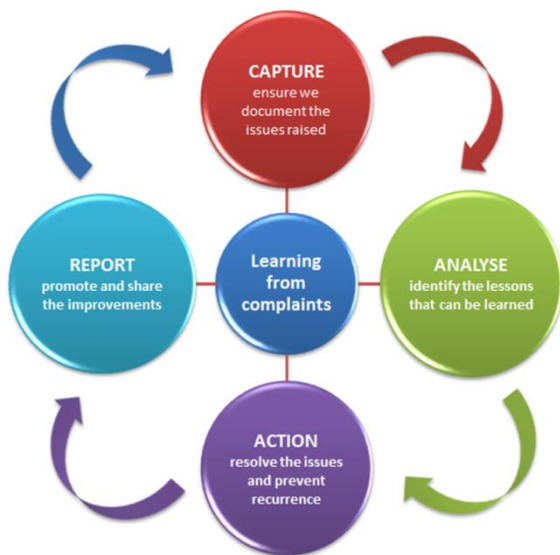 CAPTURE
ensure we
document the
issues raised
REPORT
promote and share
the improvements
Learning
from
complaints
ANALYSE
identify the lessons
that can be learned
ACTION
resolve the issues
and prevent
recurrence